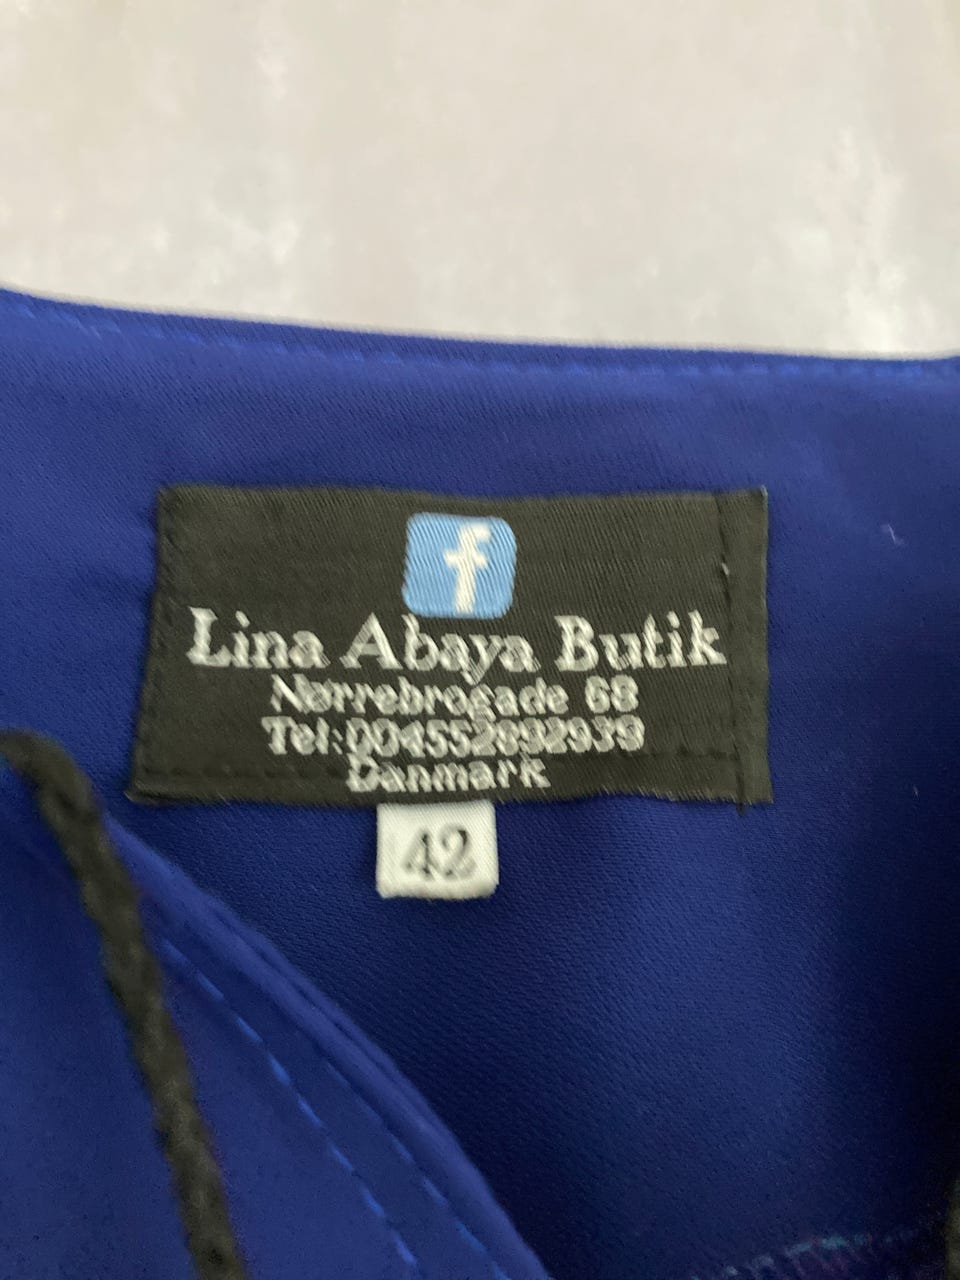 f
Lina Abaya Butik
Nørrebrogade 68
Tel:004552892939
Danmark
42